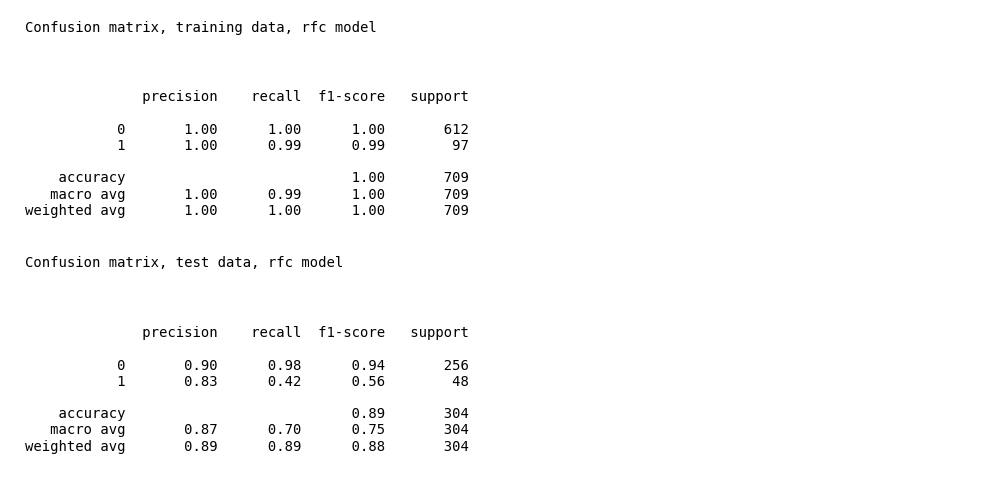 Confusion matrix, training data, rfc model
precision recall f1-score support
0 1.00 1.00 1.00 612
1 1.00 0.99 0.99 97
accuracy 1.00 709
macro avg 1.00 0.99 1.00 709
weighted avg 1.00 1.00 1.00 709
Confusion matrix, test data, rfc model
precision recall f1-score support
0 0.90 0.98 0.94 256
1 0.83 0.42 0.56 48
accuracy 0.89 304
macro avg 0.87 0.70 0.75 304
weighted avg 0.89 0.89 0.88 304